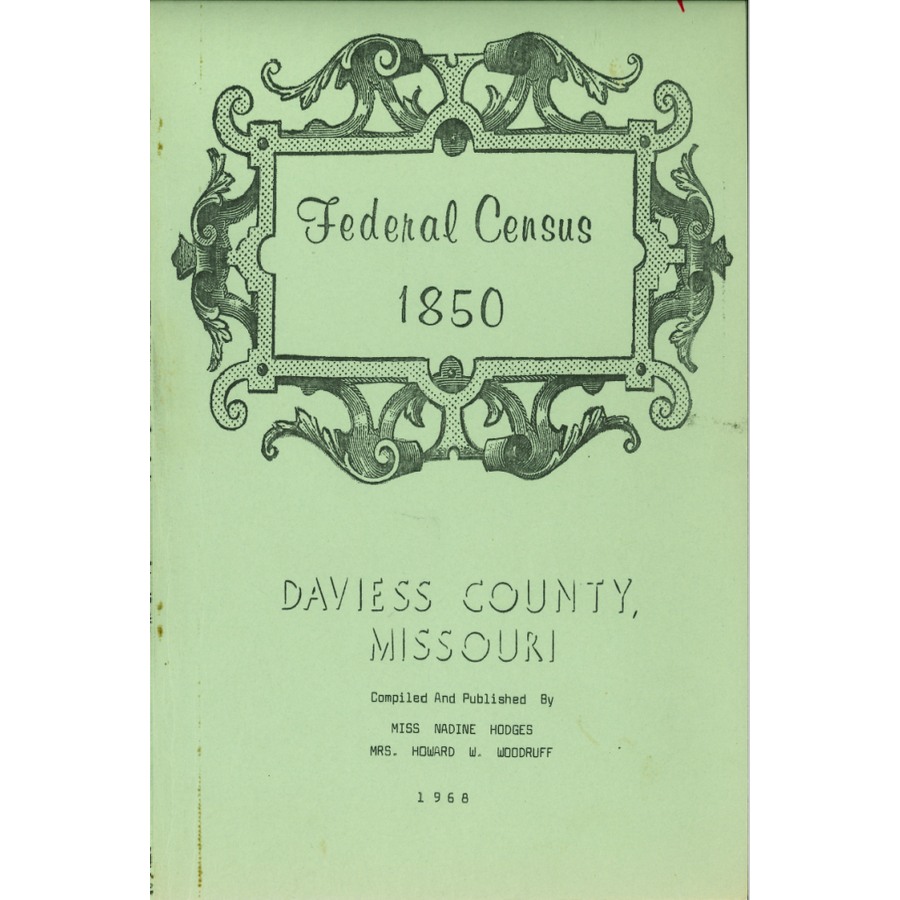 Federal Census
1850
DAVIESS COUNTY,
MISSOURI
Compiled And Published By
MISS NADINE HODGES
MRS. HOWARD W. WOODRUFF
1968